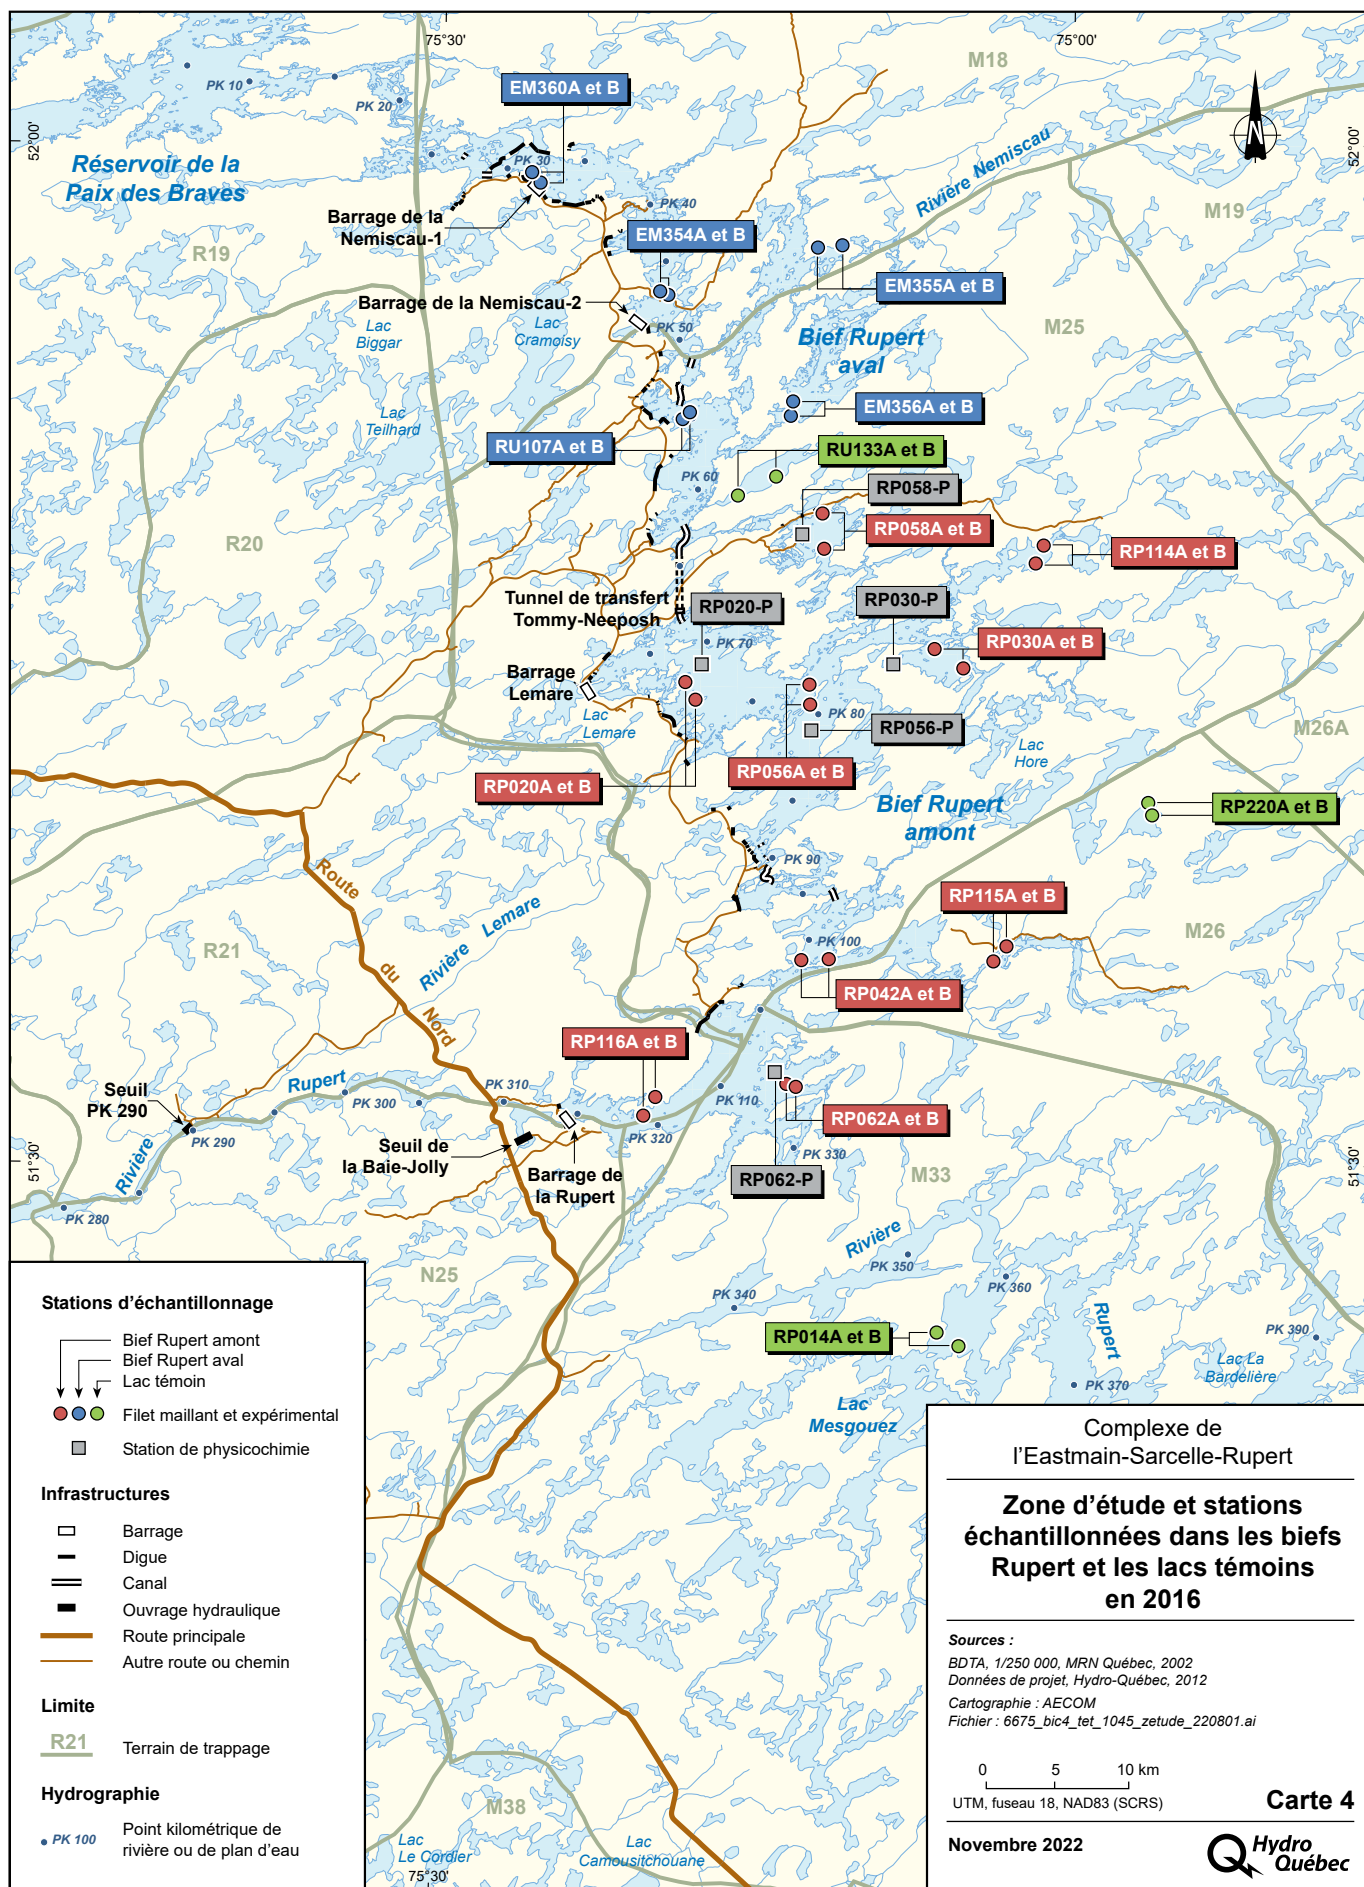 75°30'
75°00'
M18
PK 10
PK 20
EM360A et B
52°00'
52°00'
Réservoir de la
Paix des Braves
PK 30
Rivière Nemiscau
Barrage de la
Nemiscau-1
PK 40
M19
R19
EM354A et B
EM355A et B
Barrage de la Nemiscau-2
Lac
Biggar
Lac
Cramoisy
PK 50
M25
Bief Rupert
aval
Lac
Teilhard
EM356A et B
RU107A et B
RU133A et B
PK 60
RP058-P
RP058A et B
RP114A et B
R20
Tunnel de transfert
Tommy-Neeposh
RP020-P
RP030-P
PK 70
RP030A et B
Barrage
Lemare
Lac
Lemare
PK 80
RP056-P
M26A
Lac
Hore
RP020A et B
RP056A et B
Bief Rupert
amont
RP220A et B
PK 90
Route
du
Nord
Rivière Lemare
RP115A et B
R21
M26
PK 100
RP042A et B
RP116A et B
Seuil
PK 290
Rupert
PK 300
PK 310
PK 110
RP062A et B
PK 290
Rivière
Seuil de
la Baie-Jolly
Barrage de
la Rupert
PK 320
PK 330
RP062-P
M33
51°30'
51°30'
PK 280
Rivière
PK 350
N25
PK 340
PK 360
Rupert
RP014A et B
PK 390
Lac La
Bardelière
PK 370
Lac
Mesgouez
Stations d'échantillonnage
Bief Rupert amont
Bief Rupert aval
Lac témoin
Filet maillant et expérimental
Station de physicochimie
Infrastructures
Barrage
Digue
Canal
Ouvrage hydraulique
Route principale
Autre route ou chemin
Limite
R21
Terrain de trappage
Hydrographie
PK 100
Point kilométrique de
rivière ou de plan d'eau
M38
Lac
Le Cordier
Lac
Camousitchouane
75°30'
Complexe de
l'Eastmain-Sarcelle-Rupert
Zone d'étude et stations
échantillonnées dans les biefs
Rupert et les lacs témoins
en 2016
Sources :
BDTA, 1/250 000, MRN Québec, 2002
Données de projet, Hydro-Québec, 2012
Cartographie : AECOM
Fichier : 6675_bic4_tet_1045_zetude_220801.ai
0 5 10 km
UTM, fuseau 18, NAD83 (SCRS)
Carte 4
Novembre 2022
Hydro
Québec
N